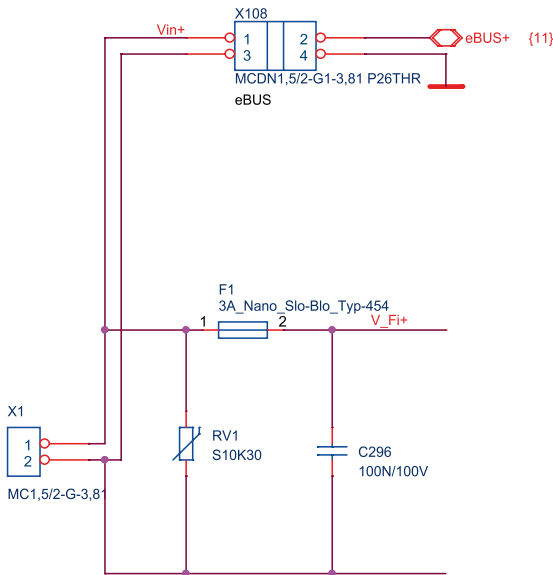 X108
Vin+
1
2
eBUS+ {11}
3
4
MCDN1,5/2-G1-3,81 P26THR
eBUS
F1
3A_Nano_Slo-Blo_Typ-454
1
2
V_Fi+
X1
RV1
1
S10K30
C296
2
100N/100V
MC1,5/2-G-3,81